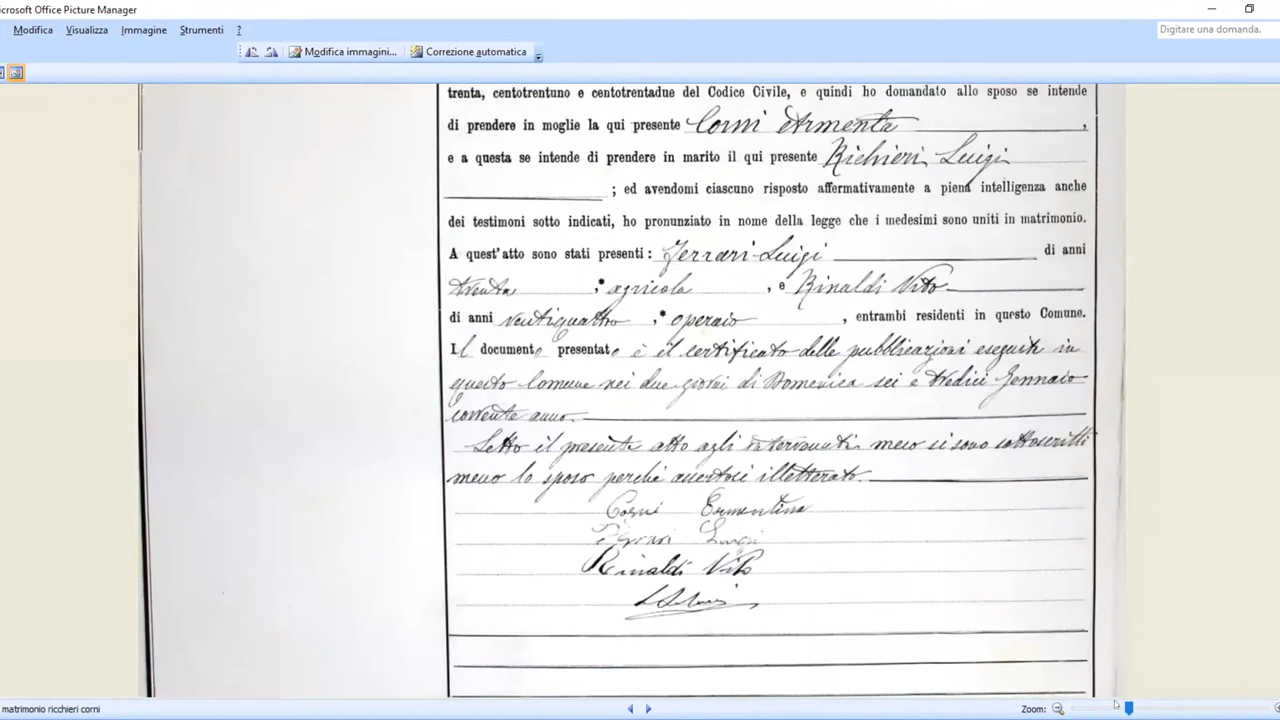 icrosoft Office Picture Manager
Modifica Visualizza Immagine Strumenti ?
Digitare una domanda.
Modifica immagini... Correzione automatica
trenta, centotrentuno e centotrentadue del Codice Civile, e quindi ho domandato allo sposo se intende
di prendere in moglie la qui presente Corni Armenta ,
e a questa se intende di prendere in marito il qui presente Richieri Luigi
; ed avendomi ciascuno risposto affermativamente a piena intelligenza anche
dei testimoni sotto indicati, ho pronunziato in nome della legge che i medesimi sono uniti in matrimonio.
A quest'atto sono stati presenti: Ferrari Luigi di anni
trenta ,* agricola , e Rinaldi Vito
di anni ventiquattro ,* operaio , entrambi residenti in questo Comune.
Il documento presentato è il certificato delle pubblicazioni eseguite in
questo Comune nei due giorni di Domenica sei e tredici Gennaio
corrente anno.
Letto il presente atto agli intervenuti meco si sono sottoscritti
meno lo sposo perchè illetterato.
Corni Ermentina
Ferrari Luigi
Rinaldi Vito
matrimonio ricchieri corni
Zoom: